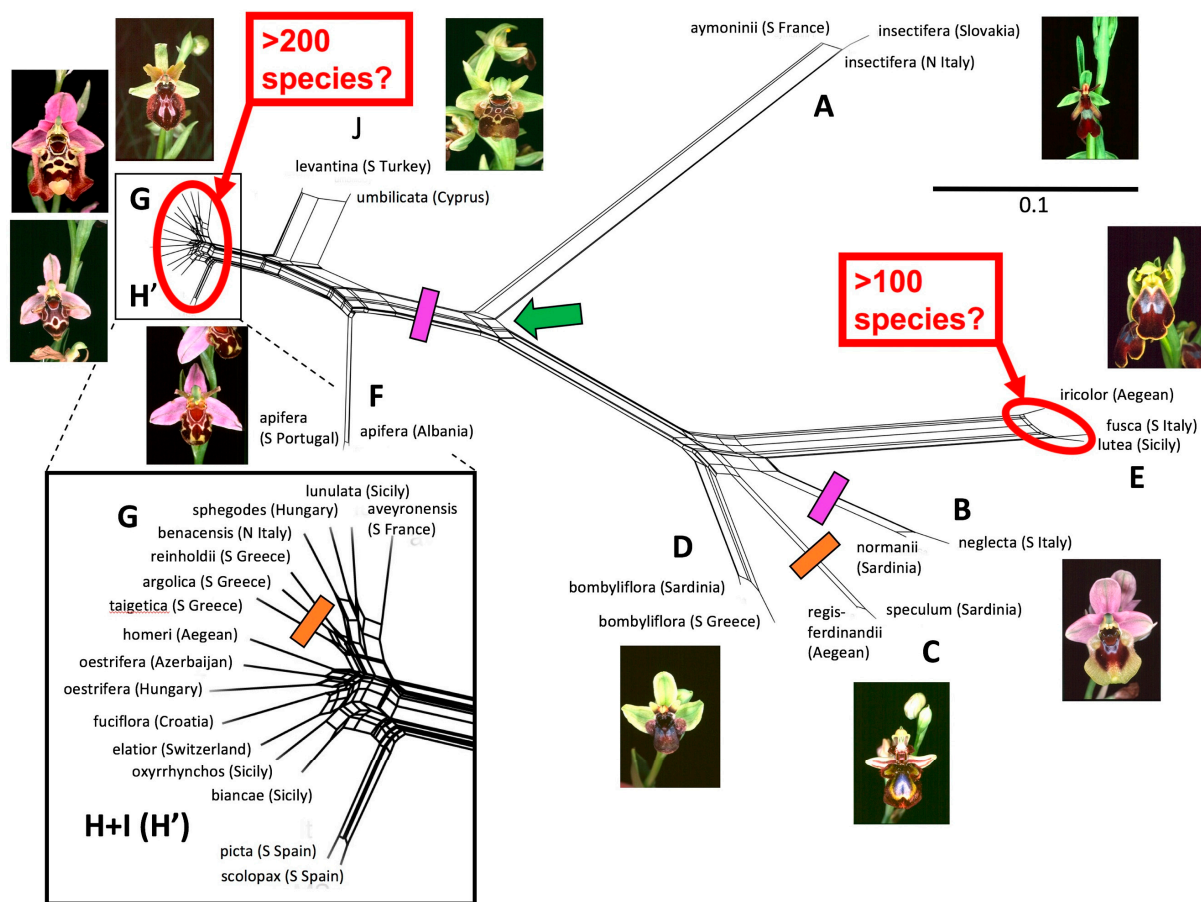 >200
species?
J
aymoninii (S France)
insectifera (Slovakia)
insectifera (N Italy)
A
levantina (S Turkey)
umbilicata (Cyprus)
G
H’
0.1
>100
species?
iricolor (Aegean)
fusca (S Italy)
lutea (Sicily)
E
F
apifera
(S Portugal)
apifera (Albania)
B
neglecta (S Italy)
normanii
(Sardinia)
D
bombyliflora (Sardinia)
bombyliflora (S Greece)
regis-
ferdinandii
(Aegean)
speculum (Sardinia)
C
G
lunulata (Sicily)
sphegodes (Hungary)
aveyronensis
(S France)
benacensis (N Italy)
reinholdii (S Greece)
argolica (S Greece)
taigetica (S Greece)
homeri (Aegean)
oestrifera (Azerbaijan)
oestrifera (Hungary)
fuciflora (Croatia)
elatior (Switzerland)
oxyrrhynchos (Sicily)
biancae (Sicily)
H+I (H’)
picta (S Spain)
scolopax (S Spain)